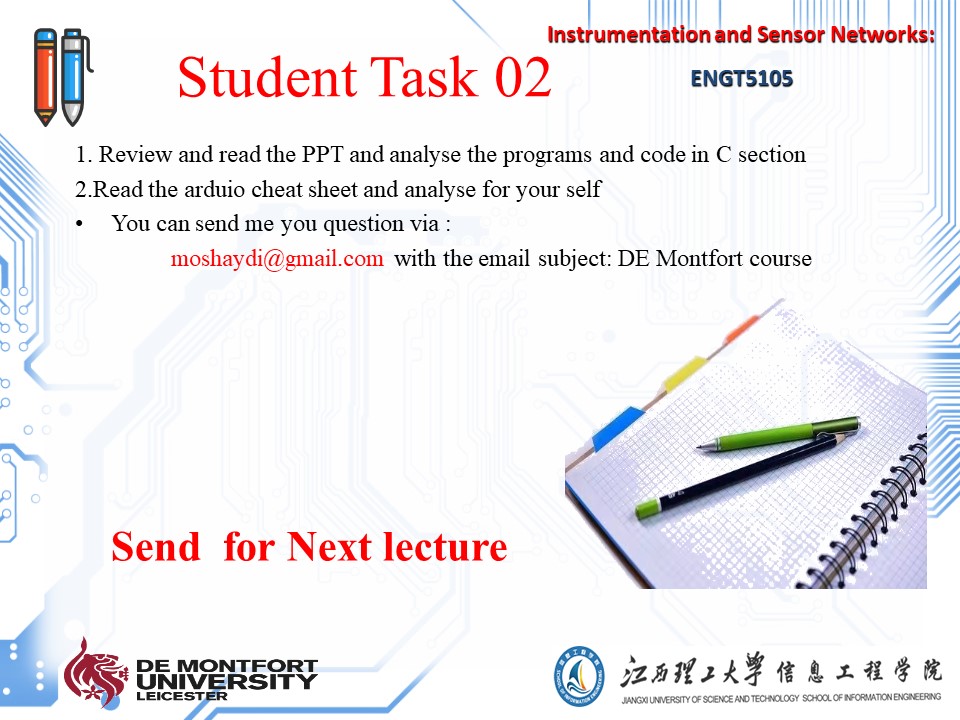 Instrumentation and Sensor Networks:
ENGT5105
Student Task 02
1. Review and read the PPT and analyse the programs and code in C section
2.Read the arduio cheat sheet and analyse for your self
• You can send me you question via :
moshaydi@gmail.com with the email subject: DE Montfort course
Send for Next lecture
DE MONTFORT
UNIVERSITY
LEICESTER
江西理工大学信息工程学院
JIANGXI UNIVERSITY OF SCIENCE AND TECHNOLOGY SCHOOL OF INFORMATION ENGINEERING